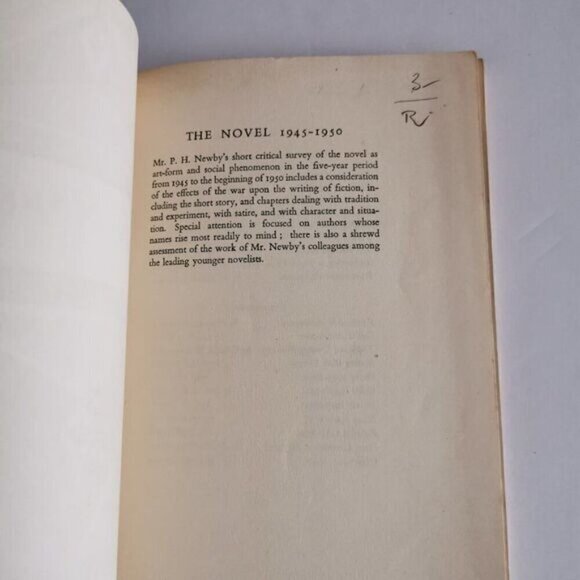 3/-
R
THE NOVEL 1945-1950
Mr. P. H. Newby's short critical survey of the novel as
art-form and social phenomenon in the five-year period
from 1945 to the beginning of 1950 includes a consideration
of the effects of the war upon the writing of fiction, in-
cluding the short story, and chapters dealing with tradition
and experiment, with satire, and with character and situa-
tion. Special attention is focused on authors whose
names rise most readily to mind ; there is also a shrewd
assessment of the work of Mr. Newby's colleagues among
the leading younger novelists.